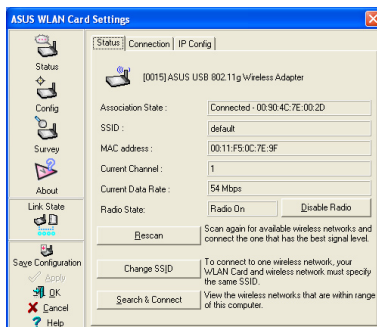 ASUS WLAN Card Settings
Status
Config
Survey
About
Link State
Save Configuration
Apply
OK
Cancel
Help
Status
Connection
IP Config
[0015] ASUS USB 802.11g Wireless Adapter
Association State :
Connected - 00:90:4C:7E:00:2D
SSID :
default
MAC address :
00:11:F5:0C:7E:9F
Current Channel :
1
Current Data Rate :
54 Mbps
Radio State:
Radio On
Disable Radio
Rescan
Scan again for available wireless networks and
connect the one that has the best signal level.
Change SSID
To connect to one wireless network, your
WLAN Card and wireless network must specify
the same SSID.
Search & Connect
View the wireless networks that are within range
of this computer.